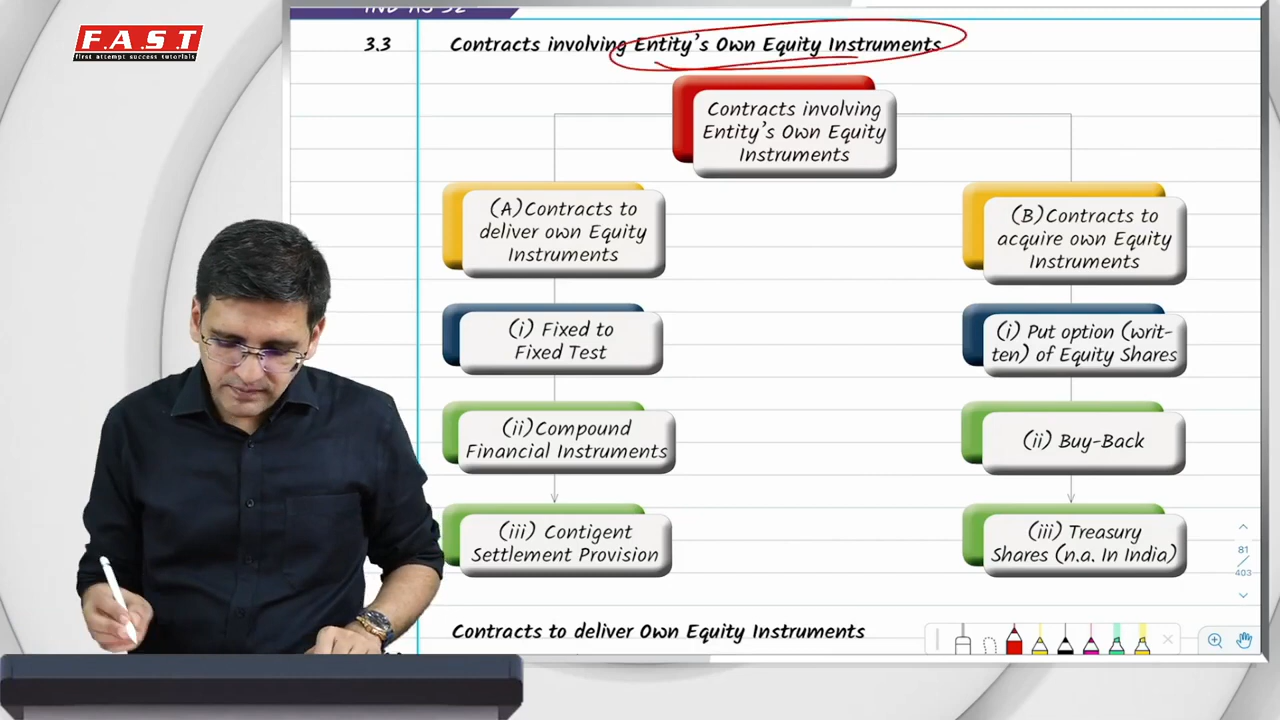 IND AS 32
F.A.S.T
first attempt success tutorials
3.3 Contracts involving Entity's Own Equity Instruments
Contracts involving
Entity's Own Equity
Instruments
(A)Contracts to
deliver own Equity
Instruments
(i) Fixed to
Fixed Test
(ii)Compound
Financial Instruments
(iii) Contigent
Settlement Provision
(B)Contracts to
acquire own Equity
Instruments
(i) Put option (writ-
ten) of Equity Shares
(ii) Buy-Back
(iii) Treasury
Shares (n.a. In India)
81
403
Contracts to deliver Own Equity Instruments